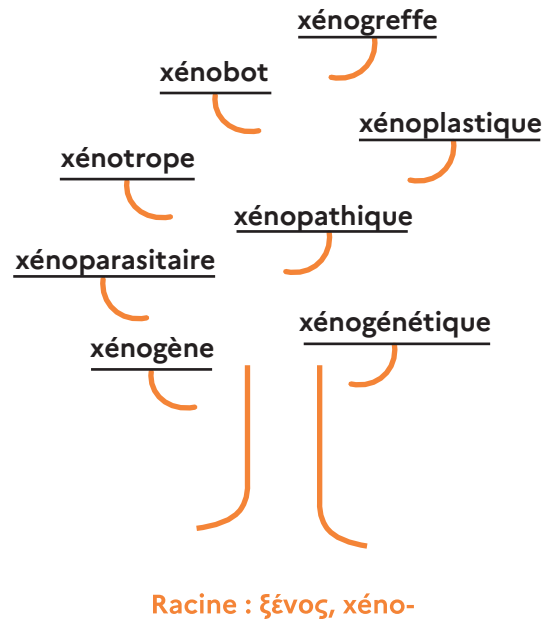 xénogreffe
xénobot
xénoplastique
xénotrope
xénopathique
xénoparasitaire
xénogénétique
xénogène
Racine : ξένος, xéno-